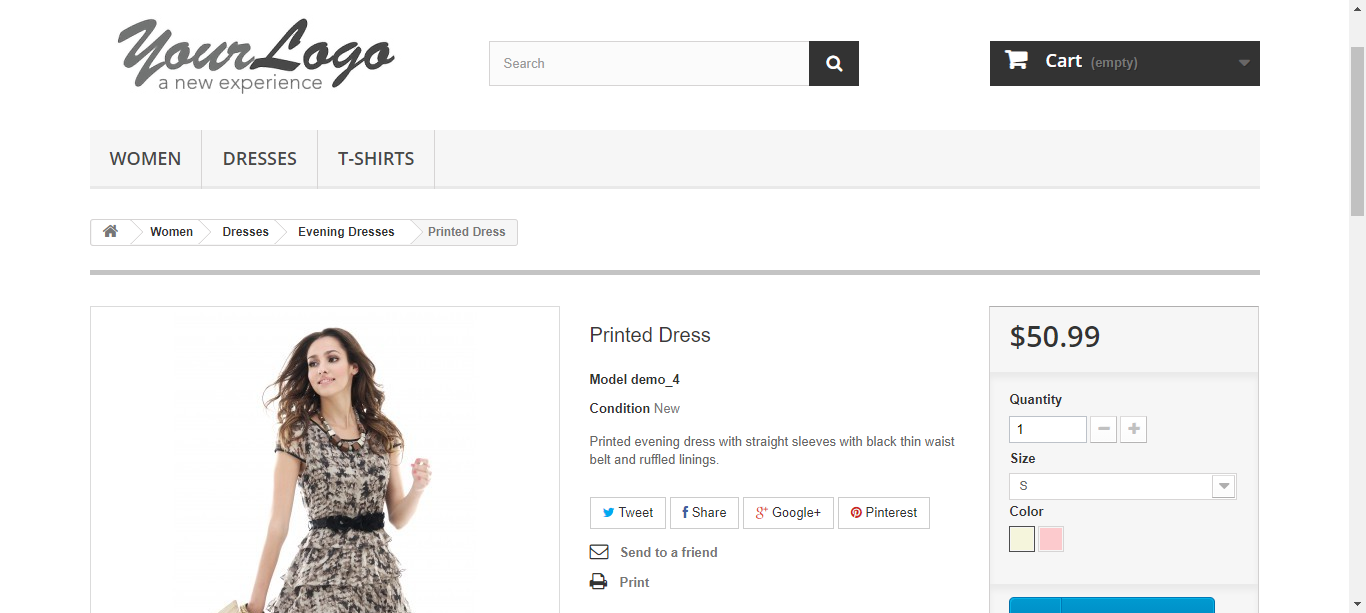 YourLogo
a new experience
Search
Cart (empty)
WOMEN DRESSES T-SHIRTS
Women Dresses Evening Dresses Printed Dress
Printed Dress
Model demo_4
Condition New
Printed evening dress with straight sleeves with black thin waist
belt and ruffled linings.
Tweet Share Google+ Pinterest
Send to a friend
Print
$50.99
Quantity
1
Size
S
Color